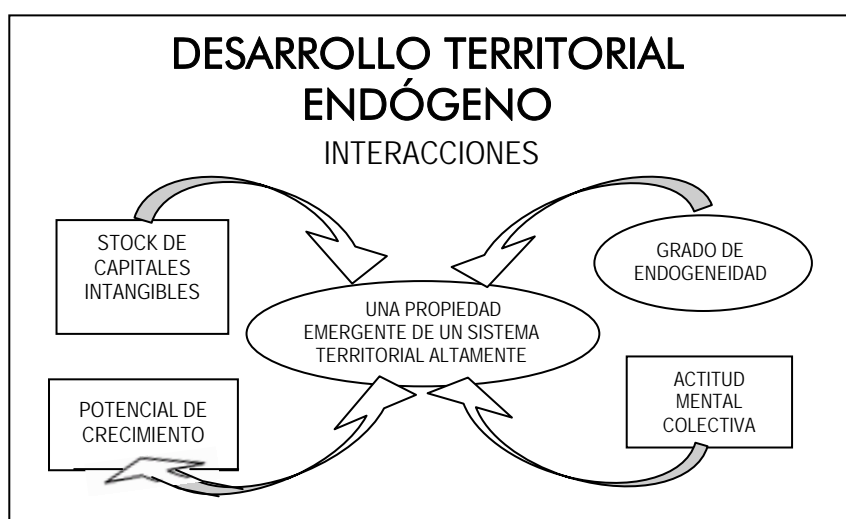 DESARROLLO TERRITORIAL
ENDÓGENO
INTERACCIONES
STOCK DE
CAPITALES
INTANGIBLES
GRADO DE
ENDOGENEIDAD
UNA PROPIEDAD
EMERGENTE DE UN SISTEMA
TERRITORIAL ALTAMENTE
POTENCIAL DE
CRECIMIENTO
ACTITUD
MENTAL
COLECTIVA